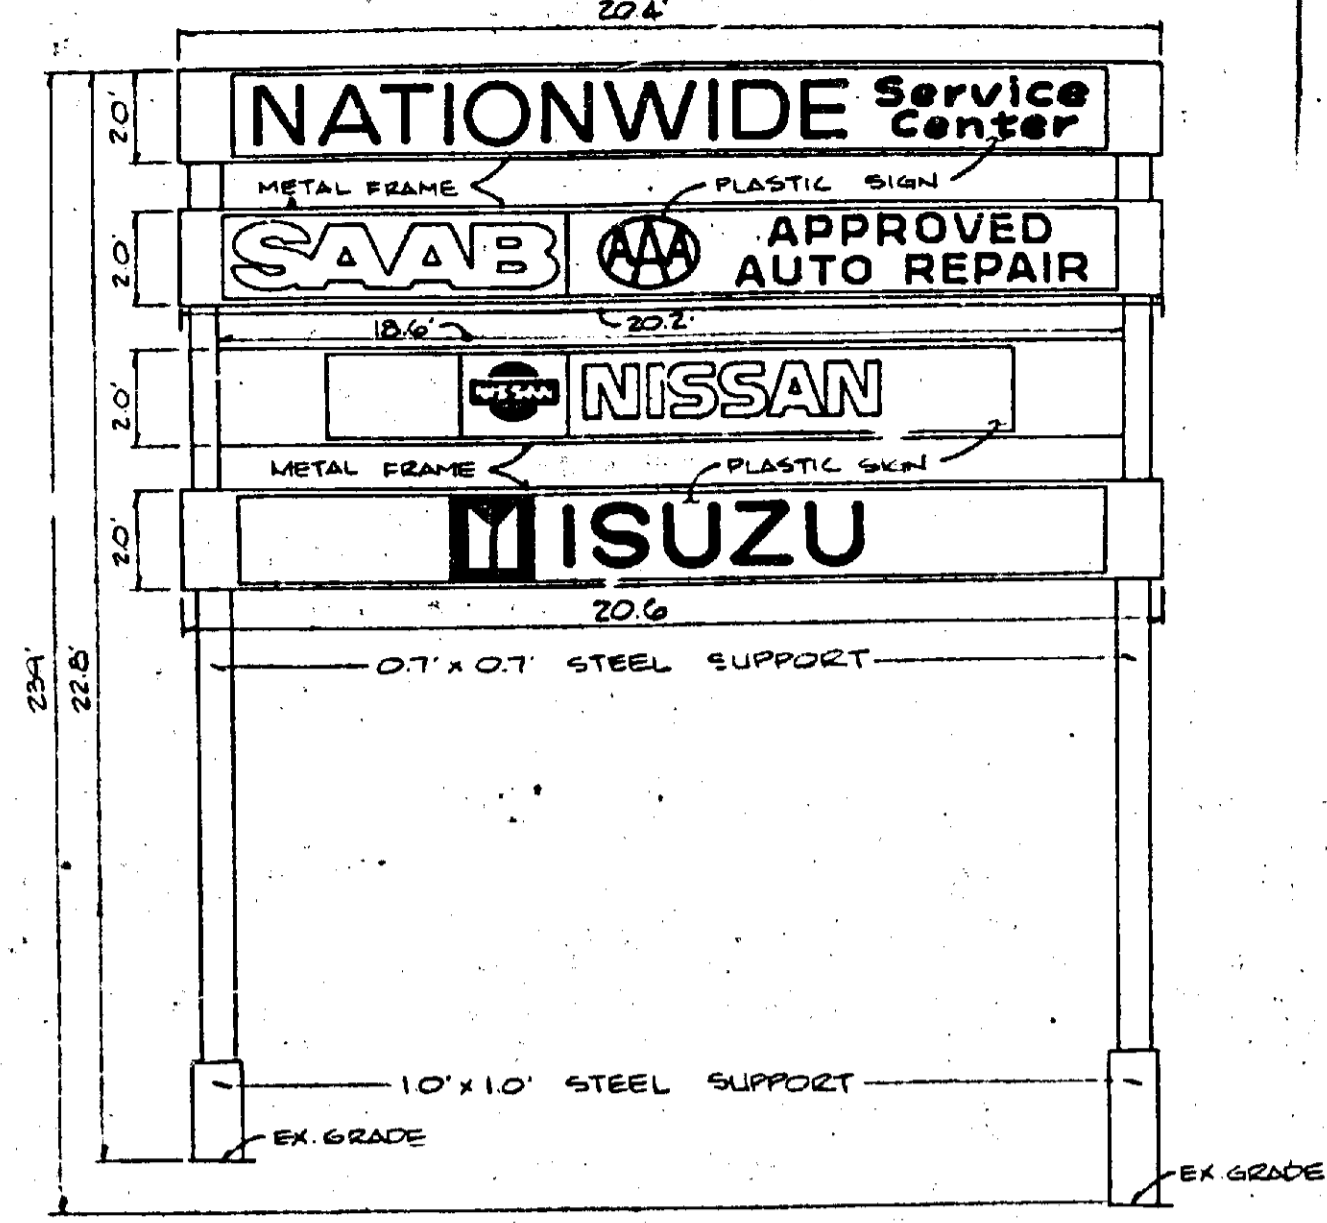 20.4'
2.0'
NATIONWIDE Service Center
METAL FRAME
PLASTIC SIGN
2.0'
SAAB AAA APPROVED AUTO REPAIR
18.6'
20.2'
2.0'
NISSAN NISSAN
METAL FRAME
PLASTIC SIGN
2.0'
ISUZU
20.6
22.8'
0.7' x 0.7' STEEL SUPPORT
1.0' x 1.0' STEEL SUPPORT
EX. GRADE
EX. GRADE